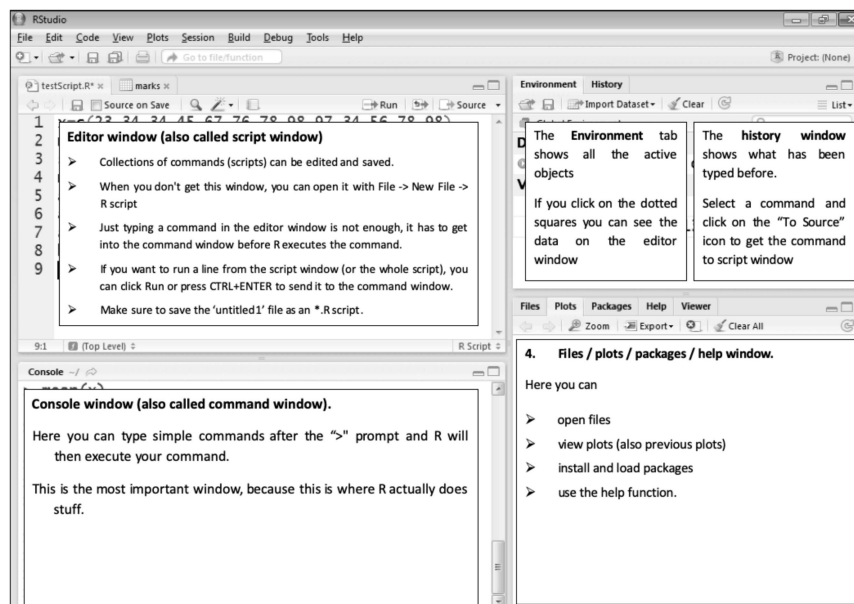 RStudio
File Edit Code View Plots Session Build Debug Tools Help
Go to file/function
Project: (None)
testScript.R* × marks ×
Source on Save
Run
Source
1
2
3
4
5
6
7
8
9
Editor window (also called script window)
➢ Collections of commands (scripts) can be edited and saved.
➢ When you don't get this window, you can open it with File -> New File ->
R script
➢ Just typing a command in the editor window is not enough, it has to get
into the command window before R executes the command.
➢ If you want to run a line from the script window (or the whole script), you
can click Run or press CTRL+ENTER to send it to the command window.
➢ Make sure to save the 'untitled1' file as an *.R script.
9:1 (Top Level) R Script
Console ~/
Console window (also called command window).
Here you can type simple commands after the ">" prompt and R will
then execute your command.
This is the most important window, because this is where R actually does
stuff.
Environment History
Import Dataset Clear
List
The Environment tab
shows all the active
objects
If you click on the dotted
squares you can see the
data on the editor
window
The history window
shows what has been
typed before.
Select a command and
click on the “To Source”
icon to get the command
to script window
Files Plots Packages Help Viewer
Zoom Export Clear All
4. Files / plots / packages / help window.
Here you can
➢ open files
➢ view plots (also previous plots)
➢ install and load packages
➢ use the help function.